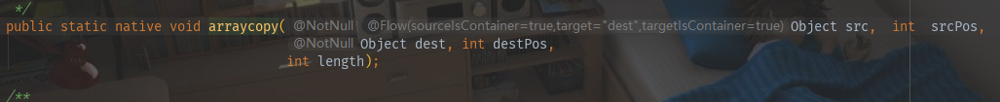 */
public static native void arraycopy( @NotNull @Flow(sourceIsContainer=true,target="dest",targetIsContainer=true) Object src,  int  srcPos,
@NotNull Object dest, int destPos,
int length);
/**